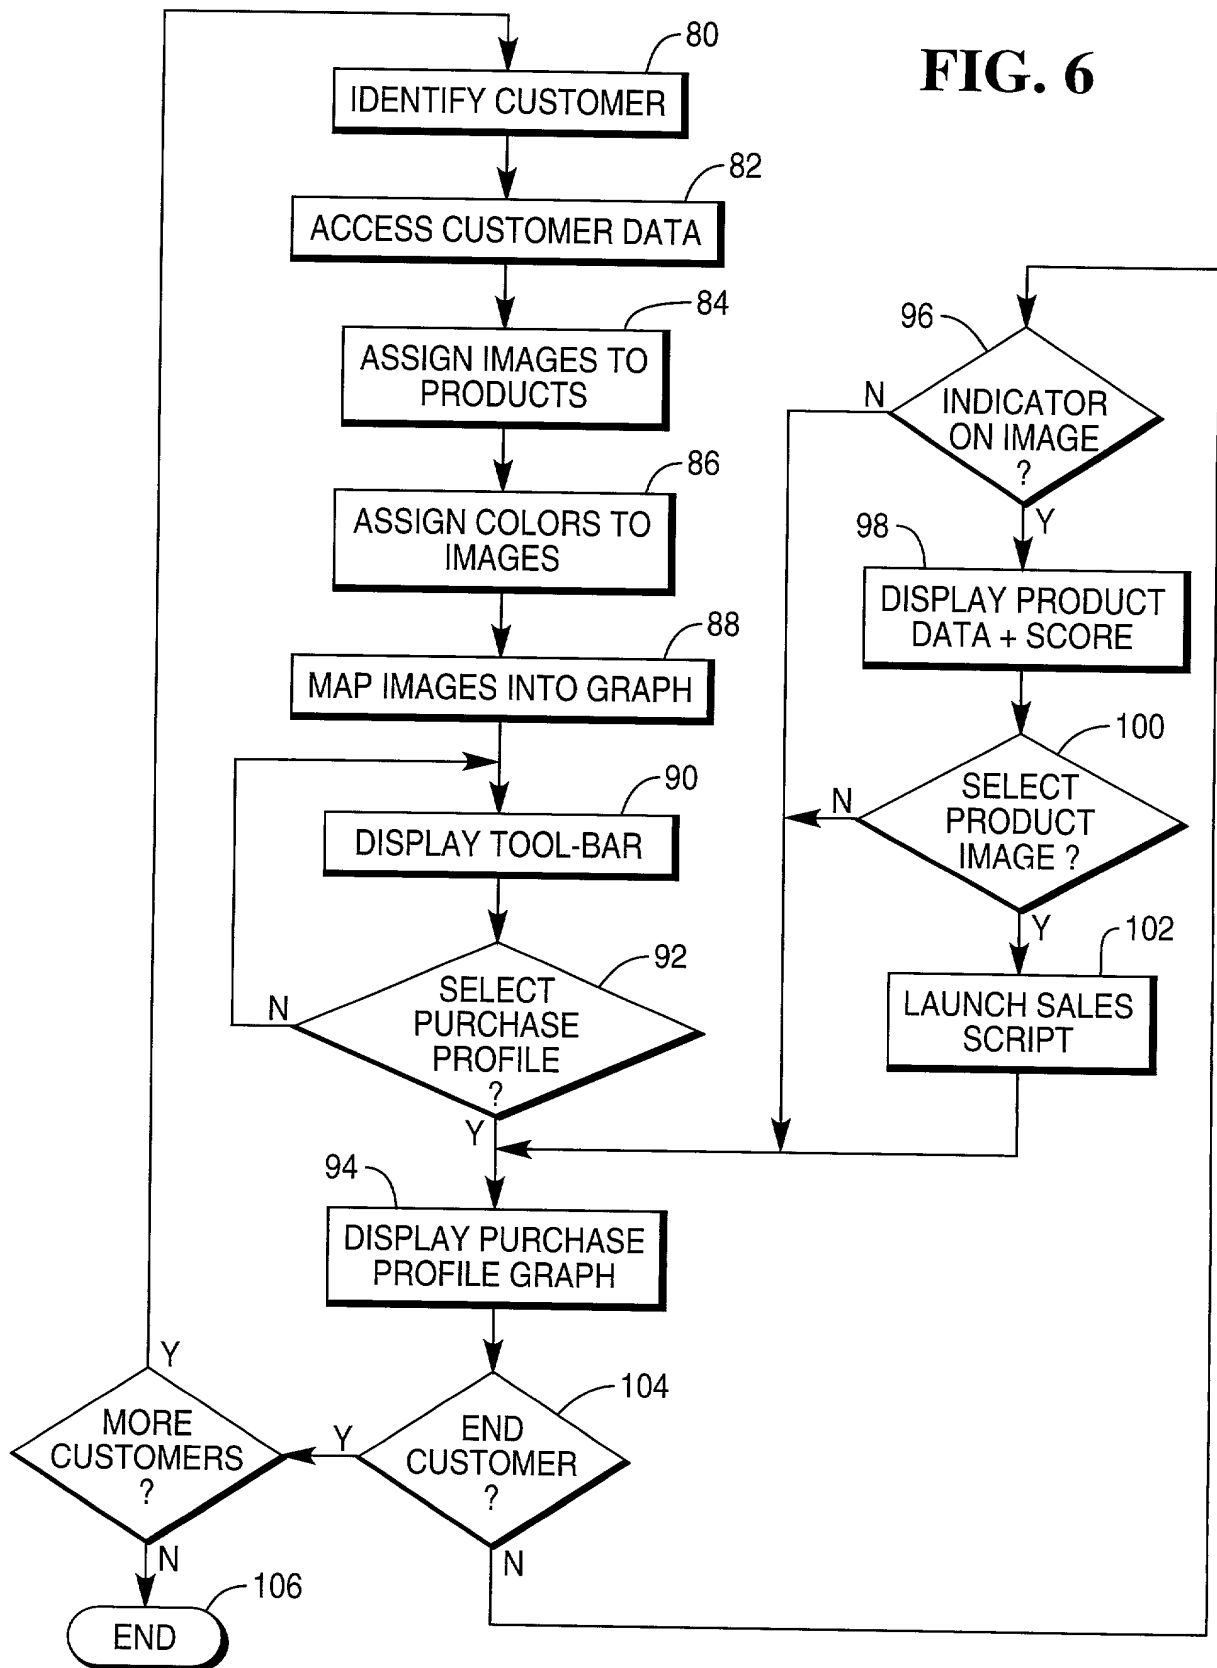 FIG. 6
80
IDENTIFY CUSTOMER
82
ACCESS CUSTOMER DATA
84
ASSIGN IMAGES TO
PRODUCTS
86
ASSIGN COLORS TO
IMAGES
88
MAP IMAGES INTO GRAPH
90
DISPLAY TOOL-BAR
92
SELECT
PURCHASE
PROFILE
?
N
Y
94
DISPLAY PURCHASE
PROFILE GRAPH
96
INDICATOR
ON IMAGE
?
N
Y
98
DISPLAY PRODUCT
DATA + SCORE
100
SELECT
PRODUCT
IMAGE ?
N
Y
102
LAUNCH SALES
SCRIPT
104
END
CUSTOMER
?
Y
N
MORE
CUSTOMERS
?
Y
N
106
END